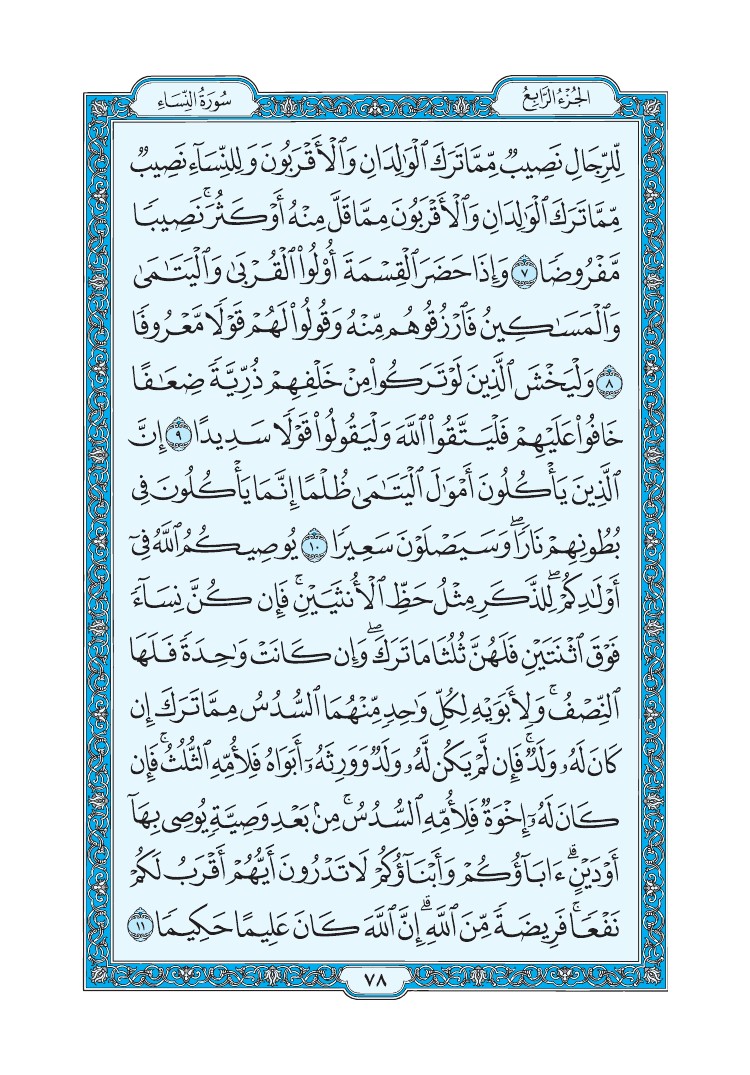 الجُزْءُ الرَّابِعُ
سُورَةُ النِّسَاءِ
لِّلرِّجَالِ نَصِيبٞ مِّمَّا تَرَكَ ٱلۡوَٰلِدَانِ وَٱلۡأَقۡرَبُونَ وَلِلنِّسَآءِ نَصِيبٞ
مِّمَّا تَرَكَ ٱلۡوَٰلِدَانِ وَٱلۡأَقۡرَبُونَ مِمَّا قَلَّ مِنۡهُ أَوۡ كَثُرَۚ نَصِيبٗا
مَّفۡرُوضٗا ٧ وَإِذَا حَضَرَ ٱلۡقِسۡمَةَ أُوْلُواْ ٱلۡقُرۡبَىٰ وَٱلۡيَتَٰمَىٰ
وَٱلۡمَسَٰكِينُ فَٱرۡزُقُوهُم مِّنۡهُ وَقُولُواْ لَهُمۡ قَوۡلٗا مَّعۡرُوفٗا
٨ وَلۡيَخۡشَ ٱلَّذِينَ لَوۡ تَرَكُواْ مِنۡ خَلۡفِهِمۡ ذُرِّيَّةٗ ضِعَٰفًا
خَافُواْ عَلَيۡهِمۡ فَلۡيَتَّقُواْ ٱللَّهَ وَلۡيَقُولُواْ قَوۡلٗا سَدِيدًا ٩ إِنَّ
ٱلَّذِينَ يَأۡكُلُونَ أَمۡوَٰلَ ٱلۡيَتَٰمَىٰ ظُلۡمًا إِنَّمَا يَأۡكُلُونَ فِي
بُطُونِهِمۡ نَارٗاۖ وَسَيَصۡلَوۡنَ سَعِيرٗا ١٠ يُوصِيكُمُ ٱللَّهُ فِيٓ
أَوۡلَٰدِكُمۡۖ لِلذَّكَرِ مِثۡلُ حَظِّ ٱلۡأُنثَيَيۡنِۚ فَإِن كُنَّ نِسَآءٗ
فَوۡقَ ٱثۡنَتَيۡنِ فَلَهُنَّ ثُلُثَا مَا تَرَكَۖ وَإِن كَانَتۡ وَٰحِدَةٗ فَلَهَا
ٱلنِّصۡفُۚ وَلِأَبَوَيۡهِ لِكُلِّ وَٰحِدٖ مِّنۡهُمَا ٱلسُّدُسُ مِمَّا تَرَكَ إِن
كَانَ لَهُۥ وَلَدٞۚ فَإِن لَّمۡ يَكُن لَّهُۥ وَلَدٞ وَوَرِثَهُۥٓ أَبَوَاهُ فَلِأُمِّهِ ٱلثُّلُثُۚ فَإِن
كَانَ لَهُۥٓ إِخۡوَةٞ فَلِأُمِّهِ ٱلسُّدُسُۚ مِنۢ بَعۡدِ وَصِيَّةٖ يُوصِي بِهَآ
أَوۡ دَيۡنٍۗ ءَابَآؤُكُمۡ وَأَبۡنَآؤُكُمۡ لَا تَدۡرُونَ أَيُّهُمۡ أَقۡرَبُ لَكُمۡ
نَفۡعٗاۚ فَرِيضَةٗ مِّنَ ٱللَّهِۗ إِنَّ ٱللَّهَ كَانَ عَلِيمًا حَكِيمٗا ١١
٧٨